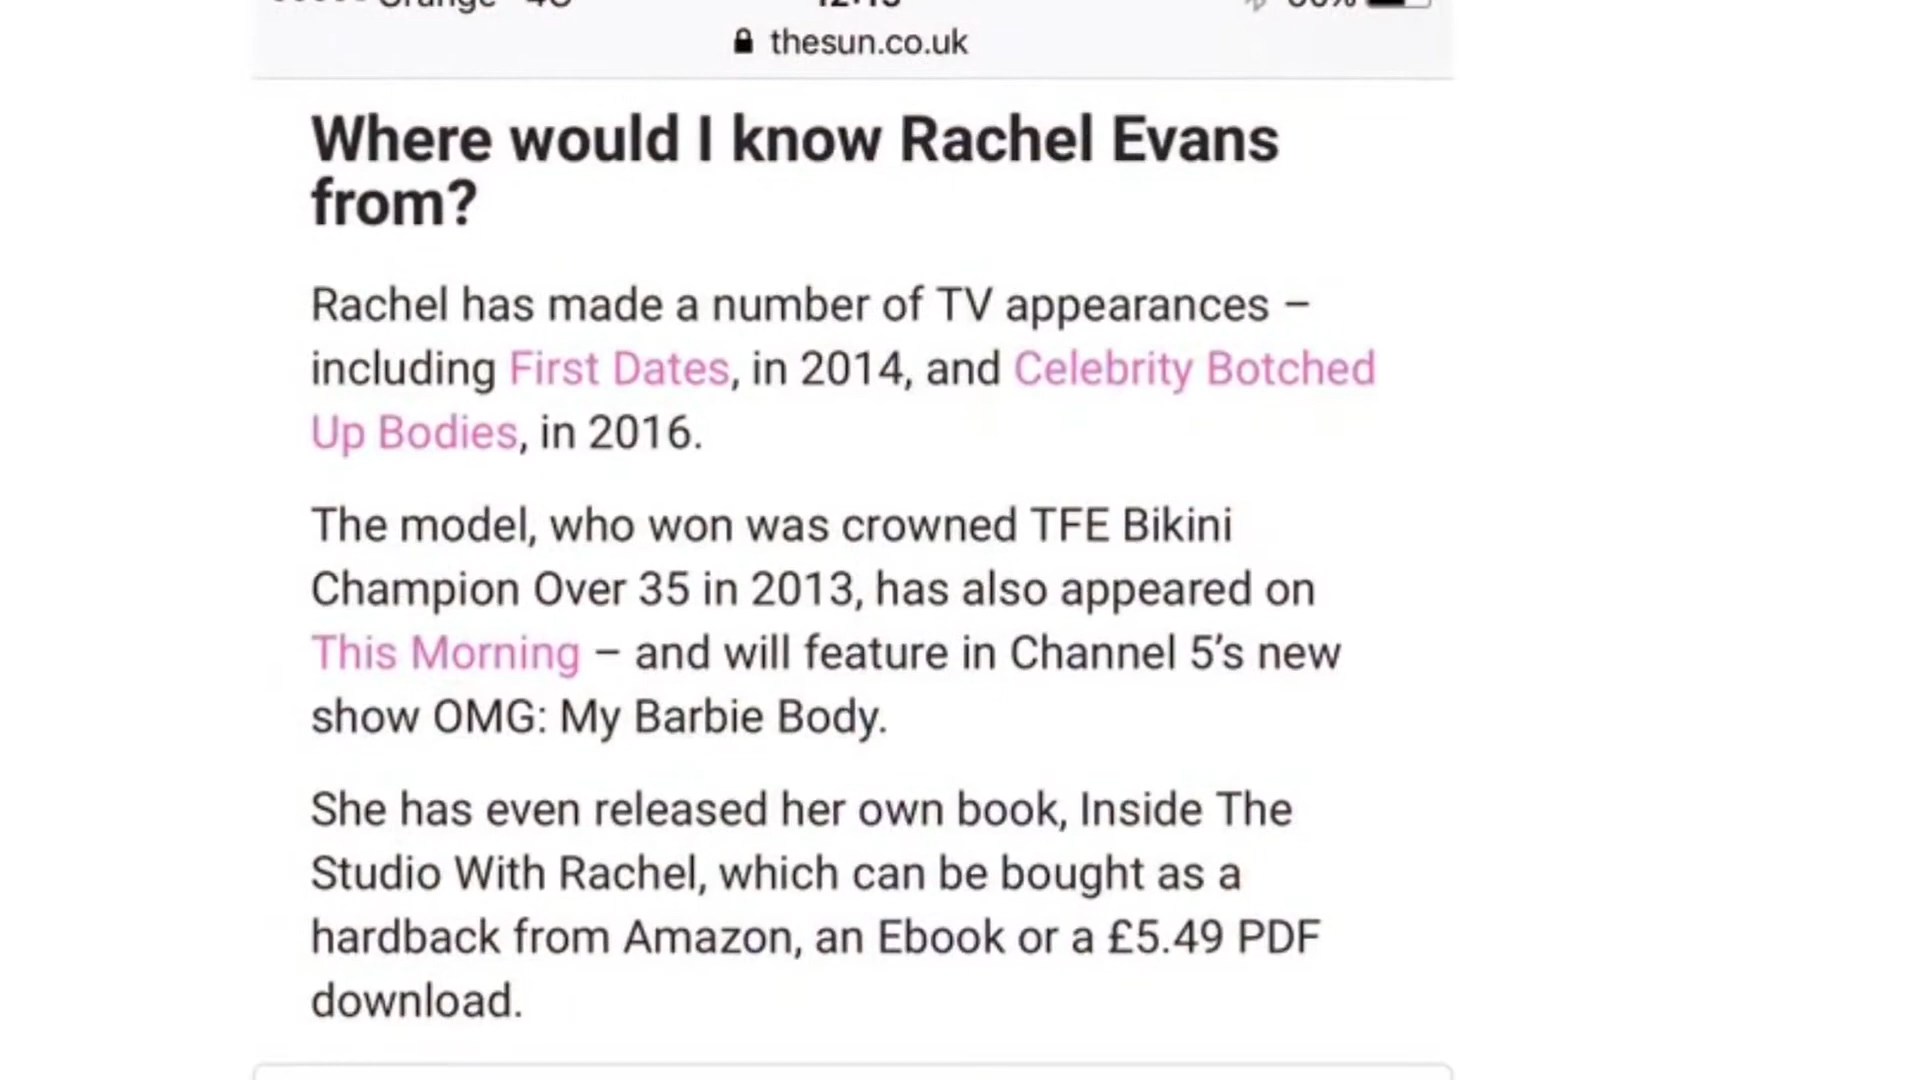 Orange 4G 12:13
thesun.co.uk
Where would I know Rachel Evans
from?
Rachel has made a number of TV appearances –
including First Dates, in 2014, and Celebrity Botched
Up Bodies, in 2016.
The model, who won was crowned TFE Bikini
Champion Over 35 in 2013, has also appeared on
This Morning – and will feature in Channel 5’s new
show OMG: My Barbie Body.
She has even released her own book, Inside The
Studio With Rachel, which can be bought as a
hardback from Amazon, an Ebook or a £5.49 PDF
download.